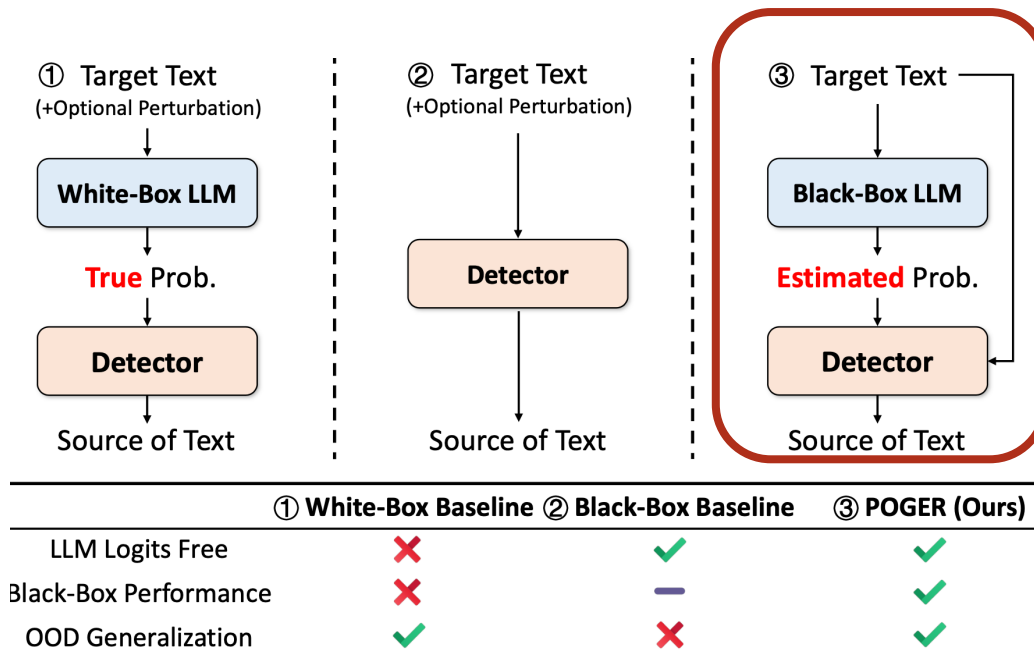 ① Target Text
(+Optional Perturbation)
White-Box LLM
True Prob.
Detector
Source of Text
② Target Text
(+Optional Perturbation)
Detector
Source of Text
③ Target Text
Black-Box LLM
Estimated Prob.
Detector
Source of Text
① White-Box Baseline ② Black-Box Baseline ③ POGER (Ours)
LLM Logits Free
Black-Box Performance
OOD Generalization